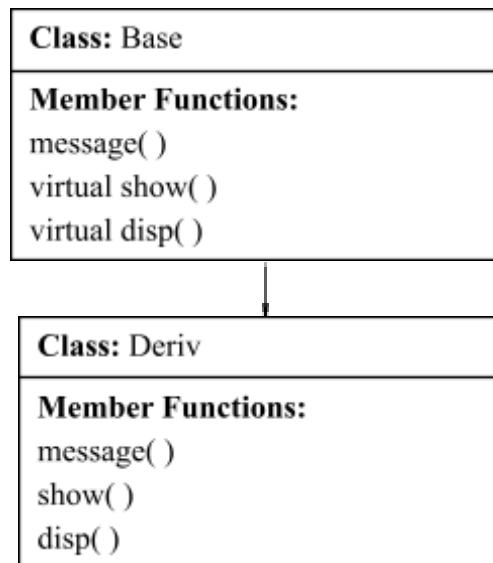 Class: Base
Member Functions:
message( )
virtual show( )
virtual disp( )
Class: Deriv
Member Functions:
message( )
show( )
disp( )